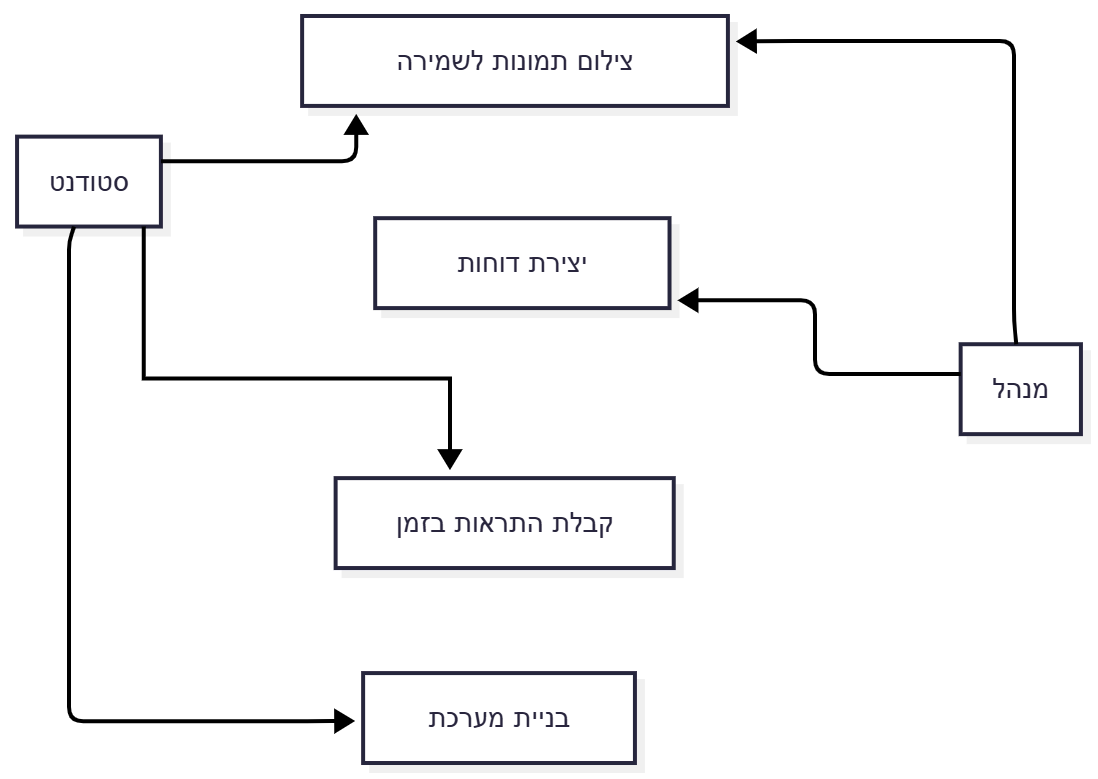 צילום תמונות לשמירה
סטודנט
יצירת דוחות
מנהל
קבלת התראות בזמן
בניית מערכת